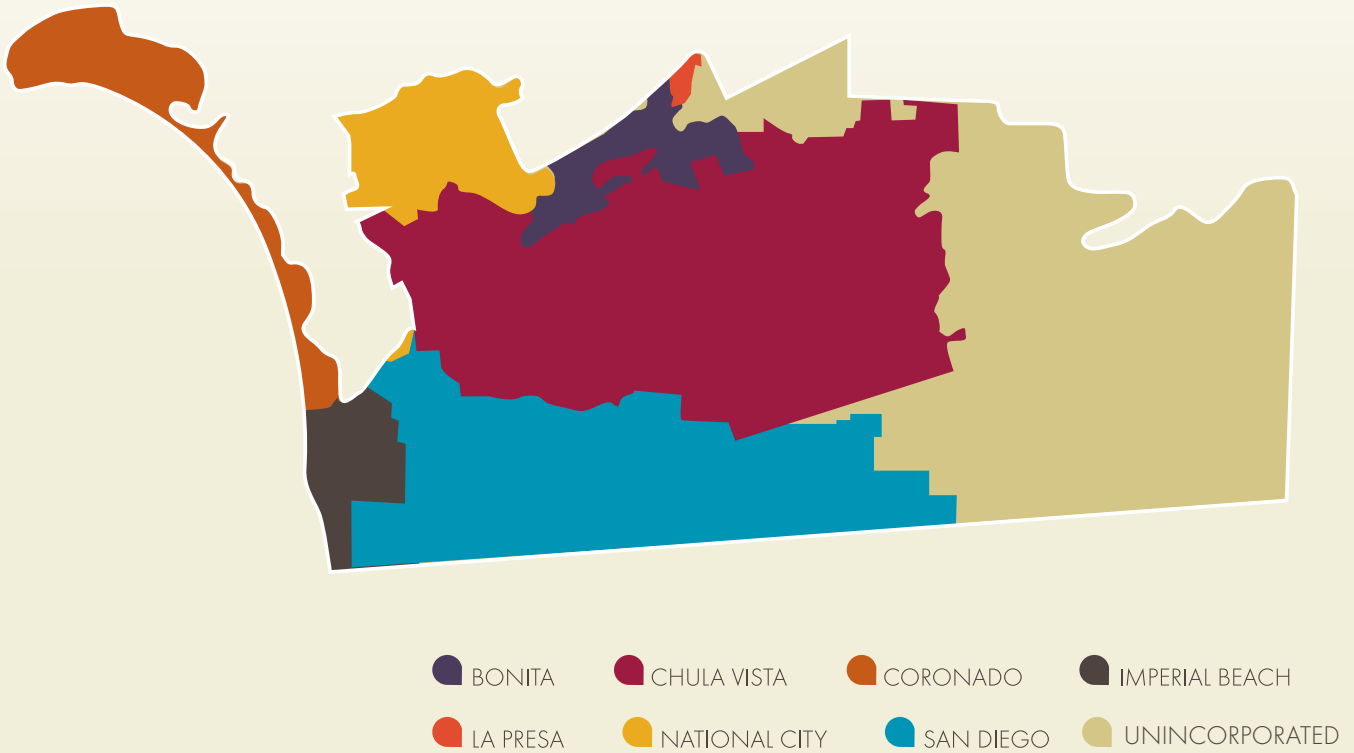 BONITA CHULA VISTA CORONADO IMPERIAL BEACH
LA PRESA NATIONAL CITY SAN DIEGO UNINCORPORATED